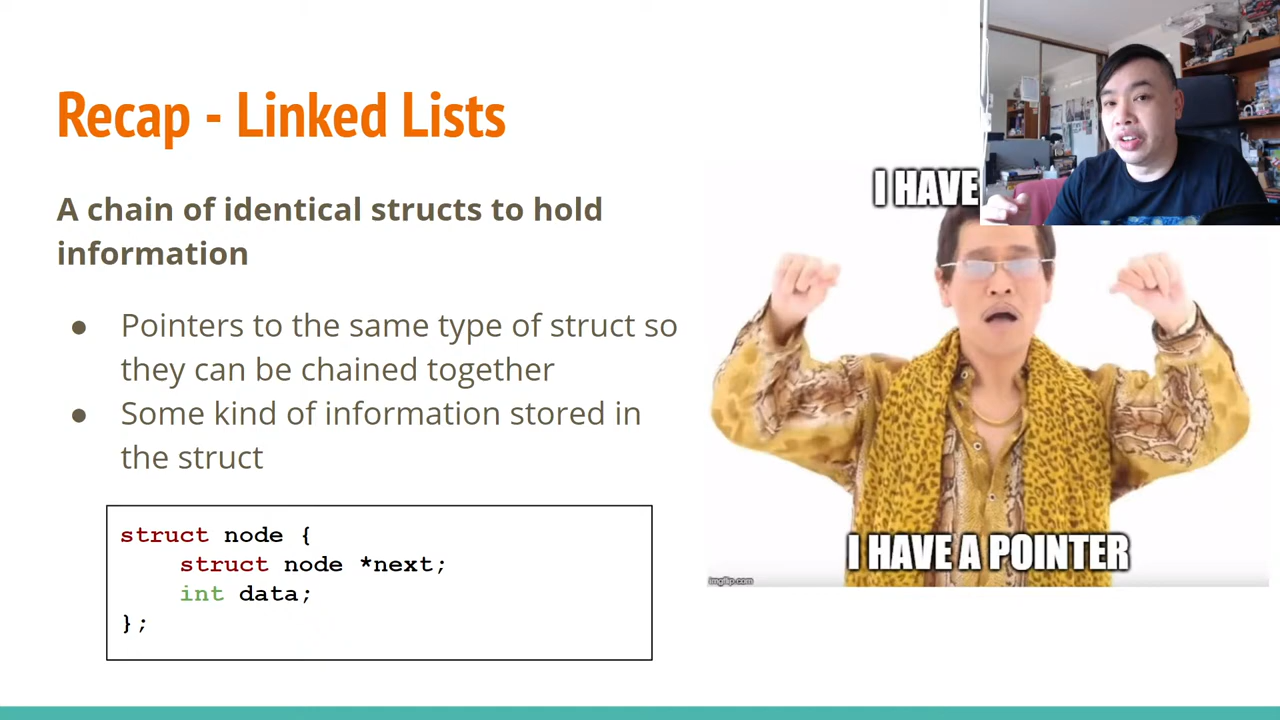 Recap - Linked Lists
A chain of identical structs to hold
information
● Pointers to the same type of struct so
they can be chained together
● Some kind of information stored in
the struct
struct node {
struct node *next;
int data;
};
I HAVE
I HAVE A POINTER
imgflip.com